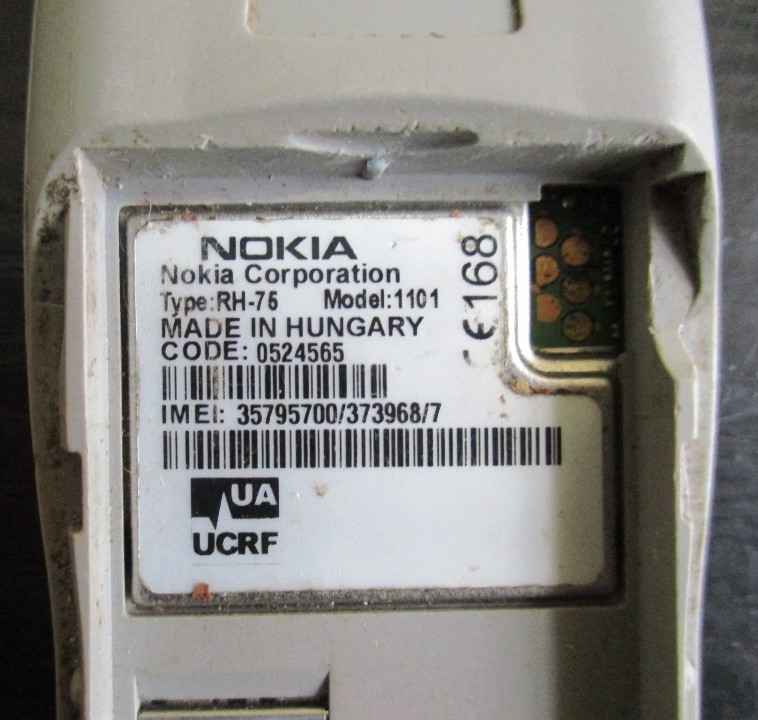 NOKIA
Nokia Corporation
Type:RH-75 Model:1101
MADE IN HUNGARY
CODE: 0524565
IMEI: 35795700/373968/7
CE168
UA
UCRF